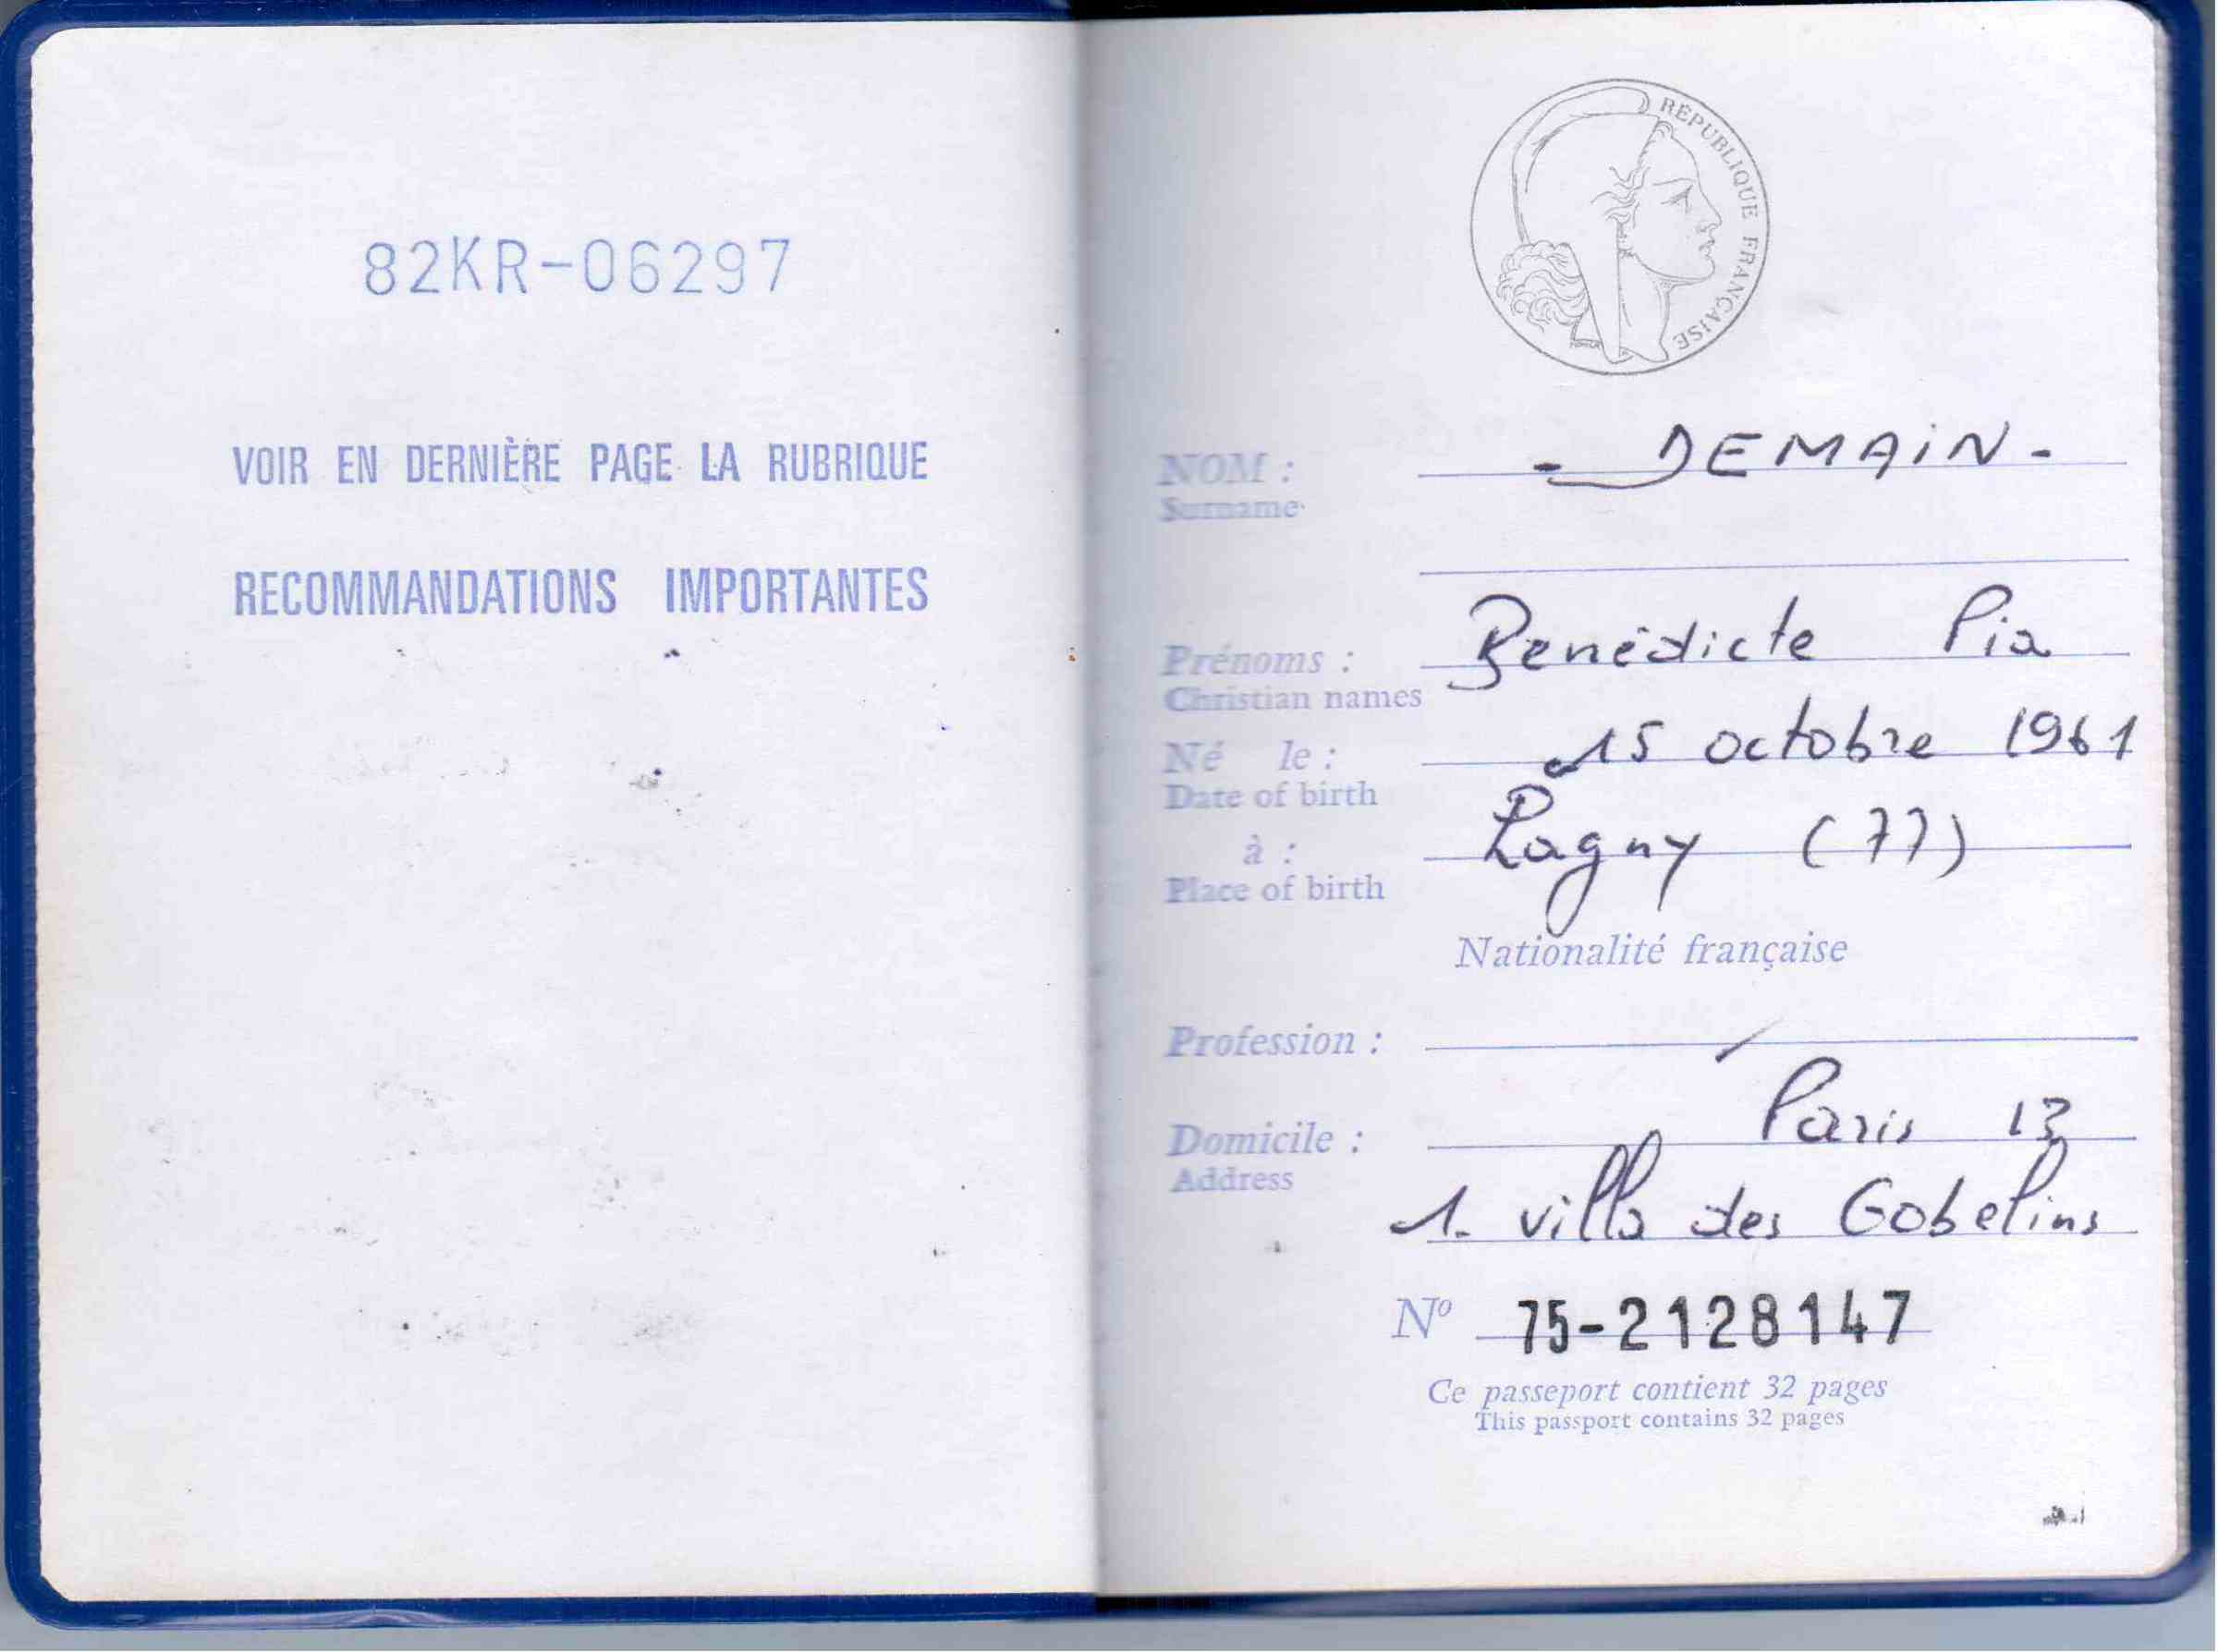 82KR-06297
VOIR EN DERNIÈRE PAGE LA RUBRIQUE
RECOMMANDATIONS IMPORTANTES
RÉPUBLIQUE FRANÇAISE
NOM : - DEMAIN -
Surname
Prénoms : Benédicte Pia
Christian names
Né le : 15 octobre 1961
Date of birth
à : Lagny (77)
Place of birth
Nationalité française
Profession :
Domicile : Paris 13
Address
1. villa des Gobelins
Nº 75-2128147
Ce passeport contient 32 pages
This passport contains 32 pages